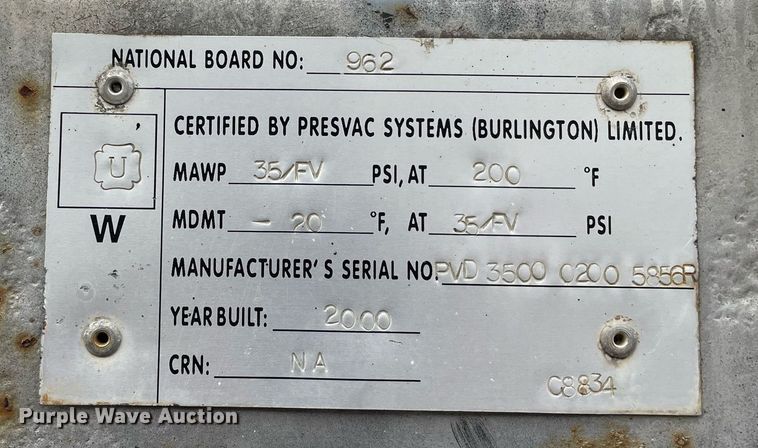 NATIONAL BOARD NO: 962
U
W
CERTIFIED BY PRESVAC SYSTEMS (BURLINGTON) LIMITED.
MAWP 35/FV PSI, AT 200 °F
MDMT - 20 °F, AT 35/FV PSI
MANUFACTURER'S SERIAL NO. PVD 3500 0200 5856R
YEAR BUILT: 2000
CRN: NA
C8834
Purple Wave Auction